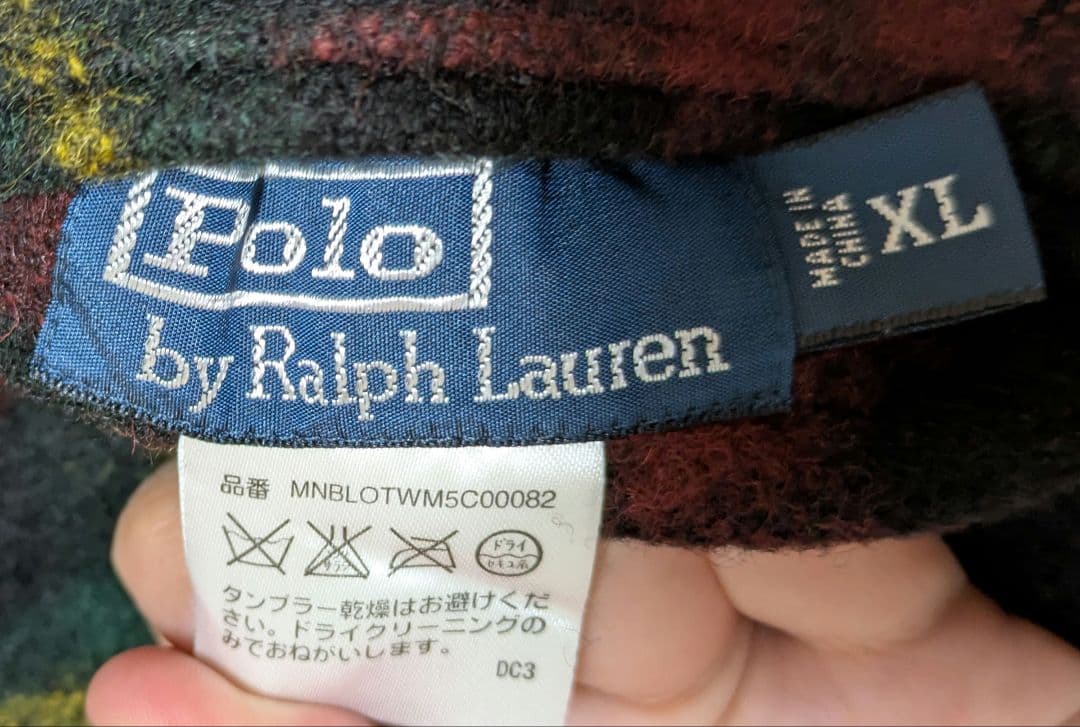 Polo
by Ralph Lauren
MADE IN
CHINA
XL
品番 MNBLOTWM5C00082
ドライ
セキユ系
タンブラー乾燥はお避けくだ
さい。ドライクリーニングの
みでおねがいします。
DC3